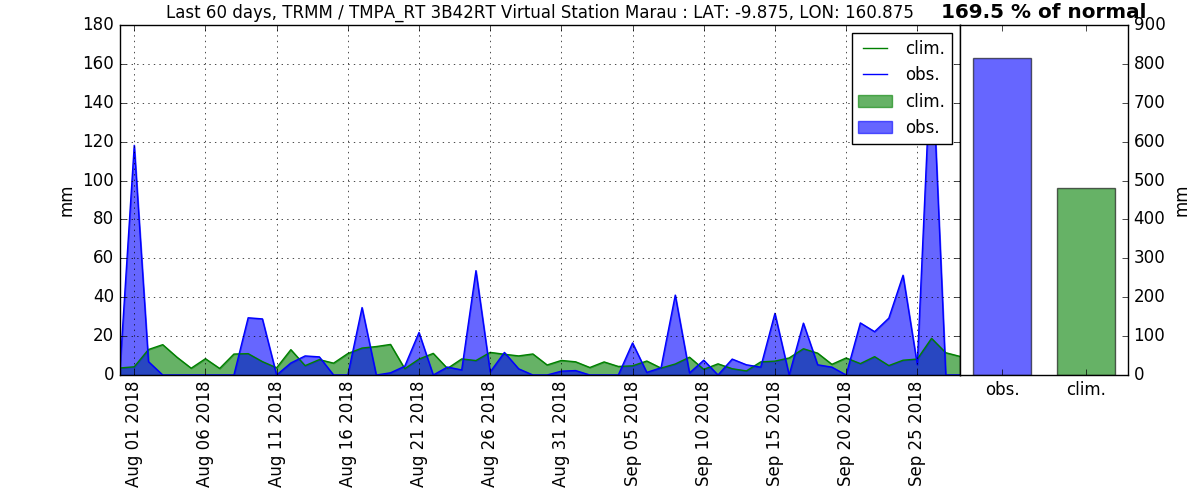 Last 60 days, TRMM / TMPA_RT 3B42RT Virtual Station Marau : LAT: -9.875, LON: 160.875
169.5 % of normal
180
160
140
120
100
80
60
40
20
0
mm
clim.
obs.
clim.
obs.
900
800
700
600
500
400
300
200
100
0
mm
Aug 01 2018
Aug 06 2018
Aug 11 2018
Aug 16 2018
Aug 21 2018
Aug 26 2018
Aug 31 2018
Sep 05 2018
Sep 10 2018
Sep 15 2018
Sep 20 2018
Sep 25 2018
obs.
clim.